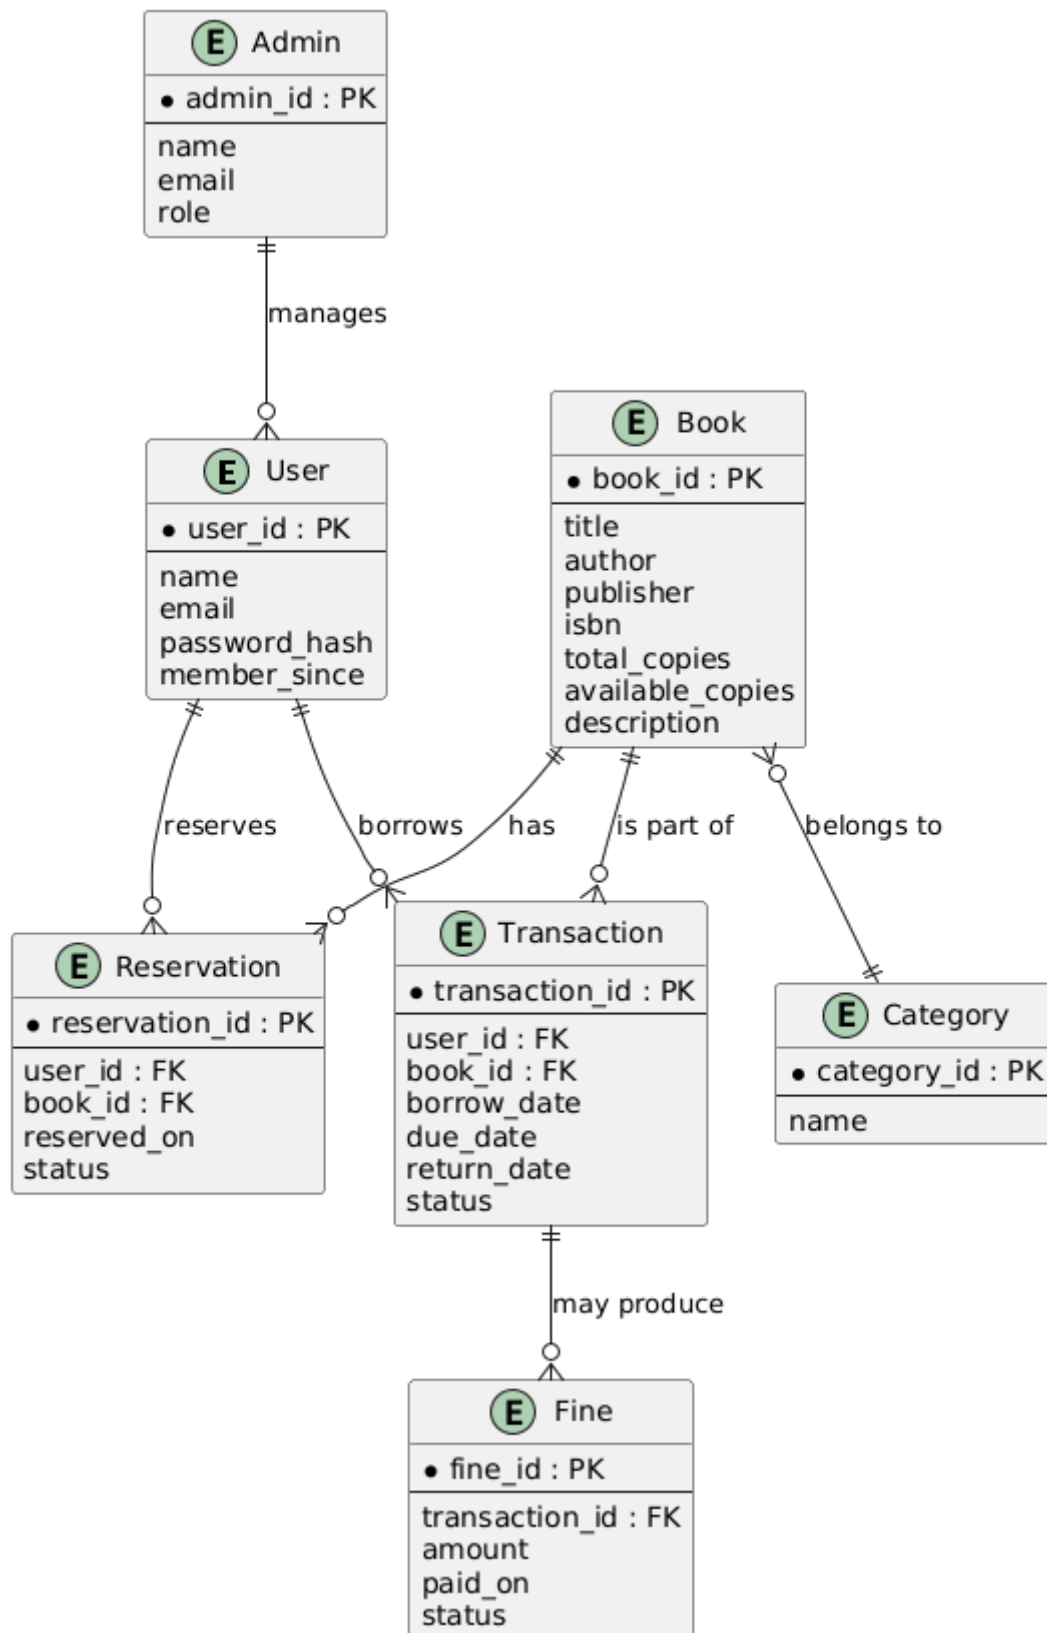 E Admin
• admin_id : PK
name
email
role
manages
E User
• user_id : PK
name
email
password_hash
member_since
E Book
• book_id : PK
title
author
publisher
isbn
total_copies
available_copies
description
reserves
borrows
has
is part of
belongs to
E Reservation
• reservation_id : PK
user_id : FK
book_id : FK
reserved_on
status
E Transaction
• transaction_id : PK
user_id : FK
book_id : FK
borrow_date
due_date
return_date
status
E Category
• category_id : PK
name
may produce
E Fine
• fine_id : PK
transaction_id : FK
amount
paid_on
status